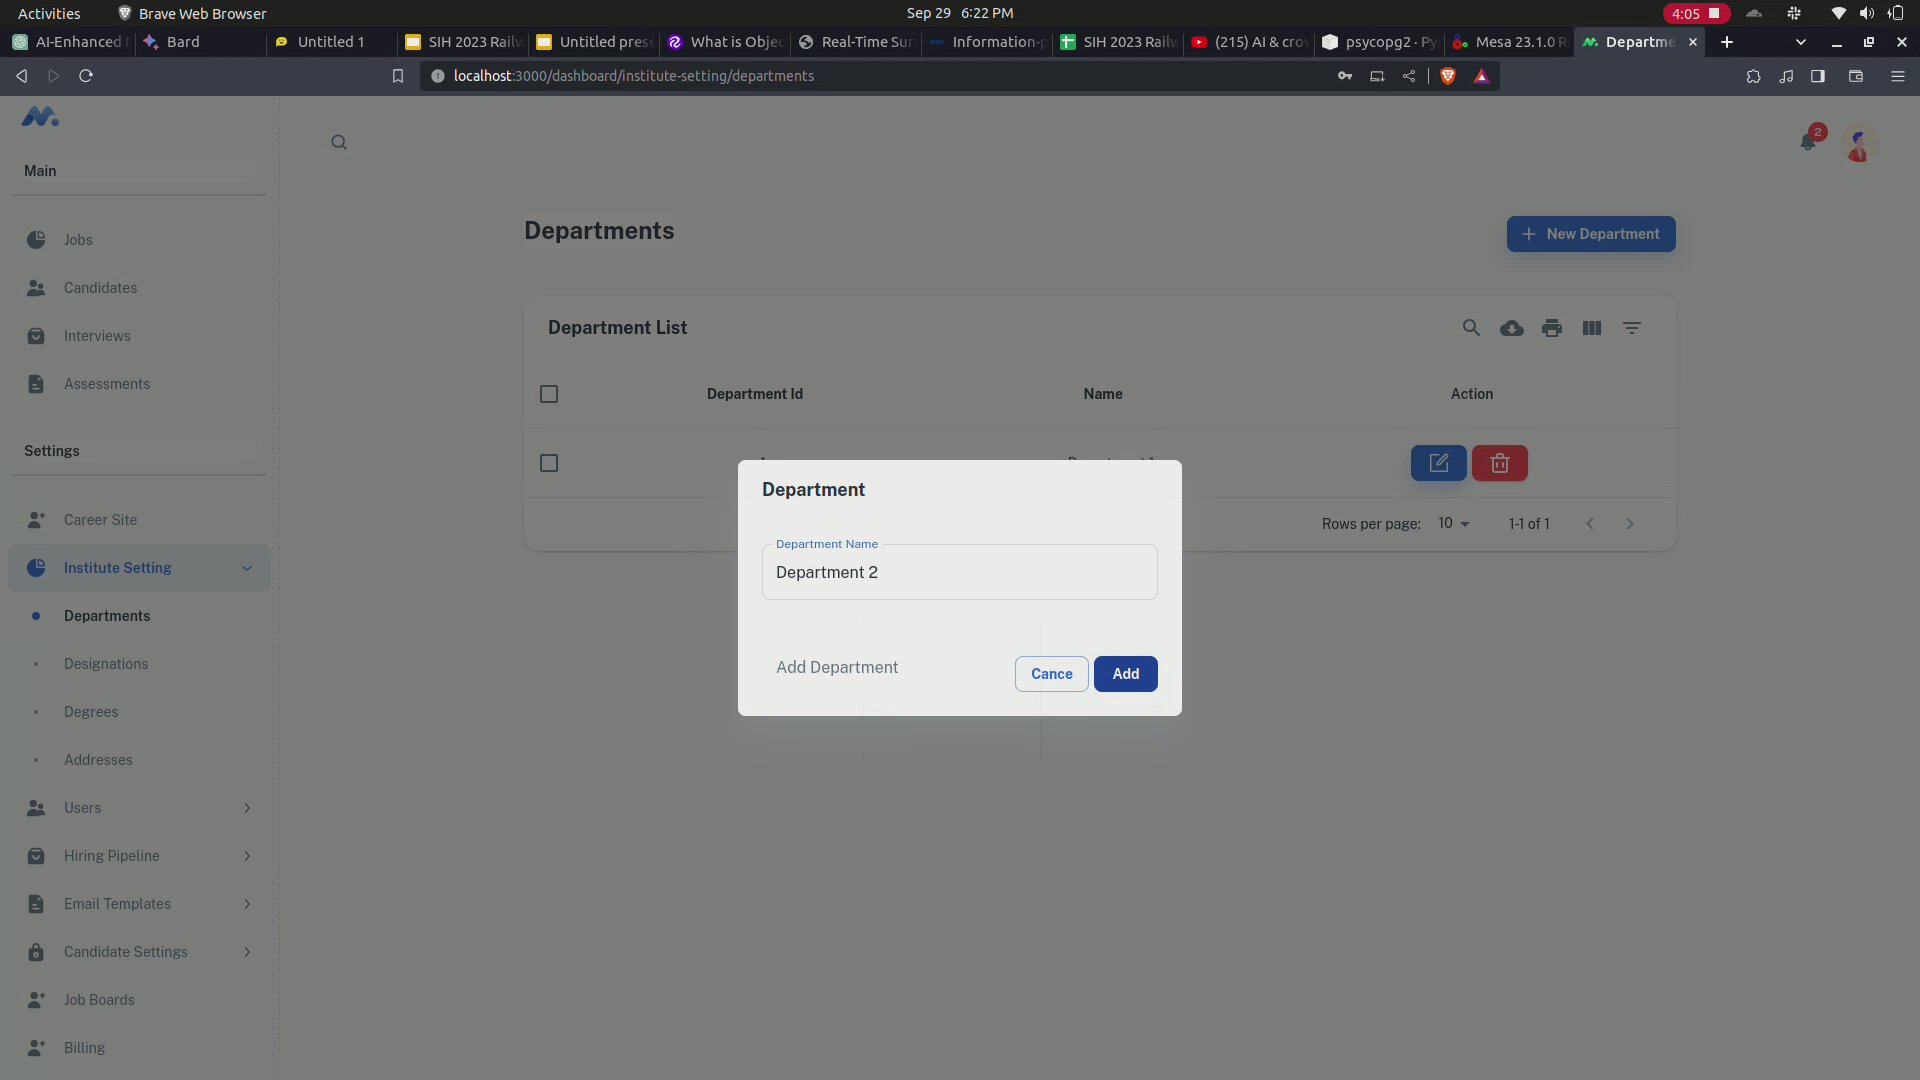 Activities
Brave Web Browser
Sep 29 6:22 PM
4:05
AI-Enhanced
Bard
Untitled 1
SIH 2023 Railw
Untitled prese
What is Objec
Real-Time Sur
Information-p
SIH 2023 Railw
(215) AI & crow
psycopg2 · Py
Mesa 23.1.0 R
Departme
localhost:3000/dashboard/institute-setting/departments
Main
Jobs
Candidates
Interviews
Assessments
Settings
Career Site
Institute Setting
Departments
Designations
Degrees
Addresses
Users
Hiring Pipeline
Email Templates
Candidate Settings
Job Boards
Billing
2
Departments
New Department
Department List
Department Id
Name
Action
Rows per page:
10
1-1 of 1
Department
Department Name
Department 2
Add Department
Cance
Add